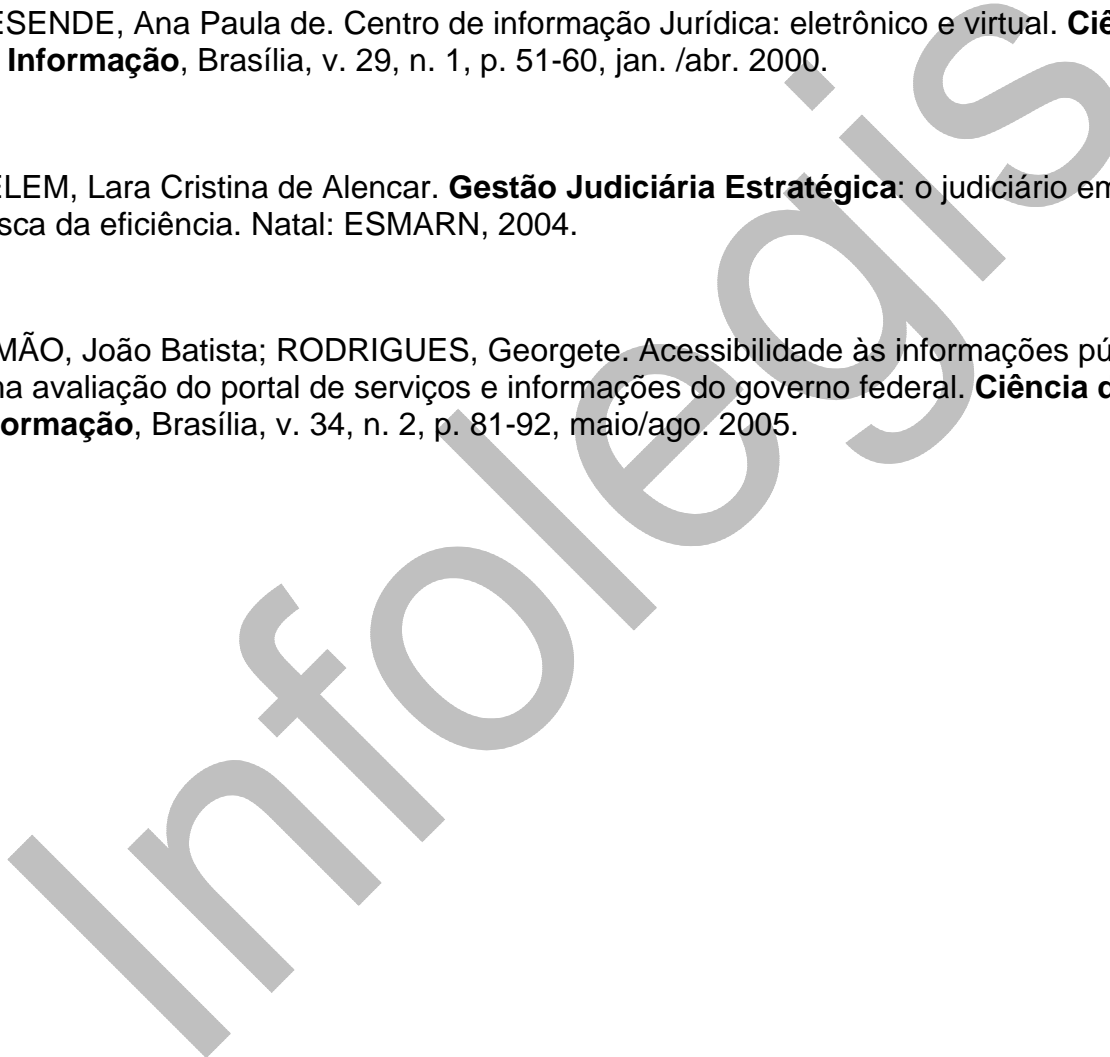 ESENDE, Ana Paula de. Centro de informação Jurídica: eletrônico e virtual. Ciê
Informação, Brasília, v. 29, n. 1, p. 51-60, jan. /abr. 2000.
ELEM, Lara Cristina de Alencar. Gestão Judiciária Estratégica: o judiciário em
sca da eficiência. Natal: ESMARN, 2004.
MÃO, João Batista; RODRIGUES, Georgete. Acessibilidade às informações pú
na avaliação do portal de serviços e informações do governo federal. Ciência d
ormação, Brasília, v. 34, n. 2, p. 81-92, maio/ago. 2005.
Infolegis